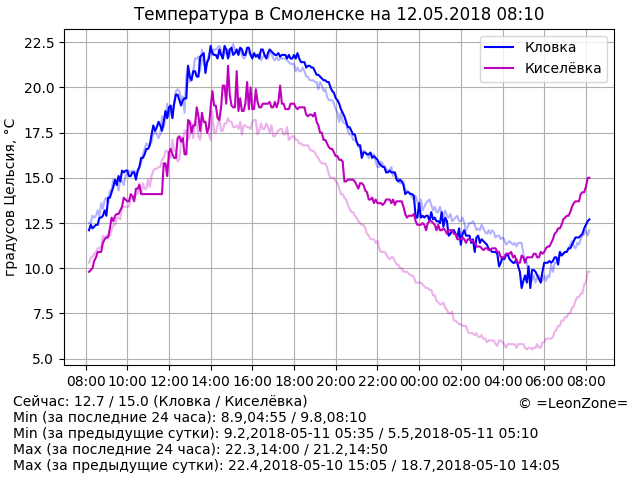 Температура в Смоленске на 12.05.2018 08:10
Кловка
Киселёвка
градусов Цельсия, °C
22.5
20.0
17.5
15.0
12.5
10.0
7.5
5.0
08:00 10:00 12:00 14:00 16:00 18:00 20:00 22:00 00:00 02:00 04:00 06:00 08:00
Сейчас: 12.7 / 15.0 (Кловка / Киселёвка)
© =LeonZone=
Min (за последние 24 часа): 8.9,04:55 / 9.8,08:10
Min (за предыдущие сутки): 9.2,2018-05-11 05:35 / 5.5,2018-05-11 05:10
Max (за последние 24 часа): 22.3,14:00 / 21.2,14:50
Max (за предыдущие сутки): 22.4,2018-05-10 15:05 / 18.7,2018-05-10 14:05